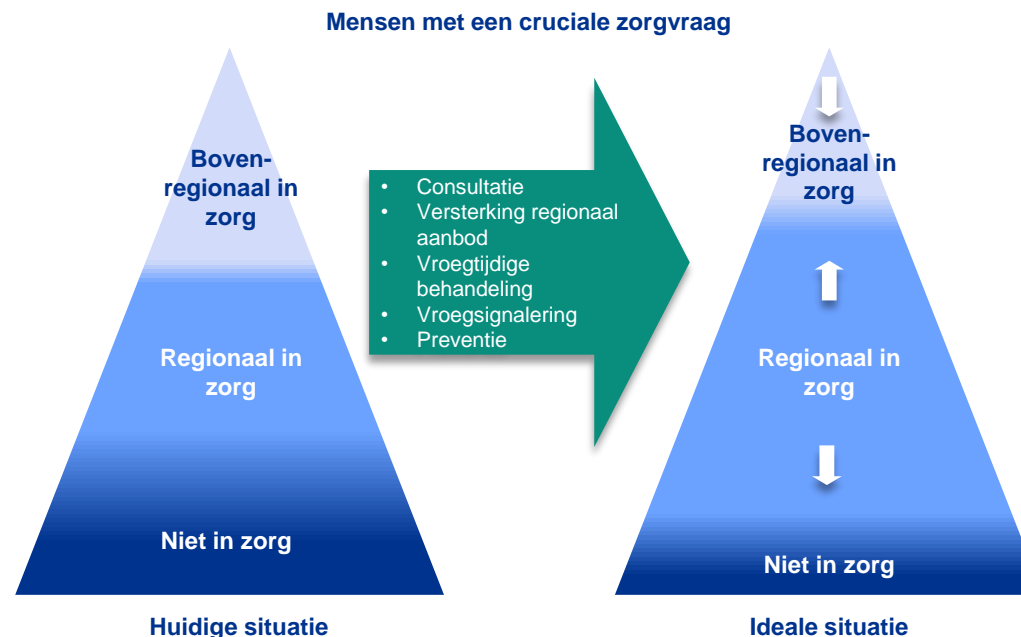 Mensen met een cruciale zorgvraag
Boven-
regionaal in
zorg
Regionaal in
zorg
Niet in zorg
Huidige situatie
• Consultatie
• Versterking regionaal
aanbod
• Vroegtijdige
behandeling
• Vroegsignalering
• Preventie
Boven-
regionaal in
zorg
Regionaal in
zorg
Niet in zorg
Ideale situatie